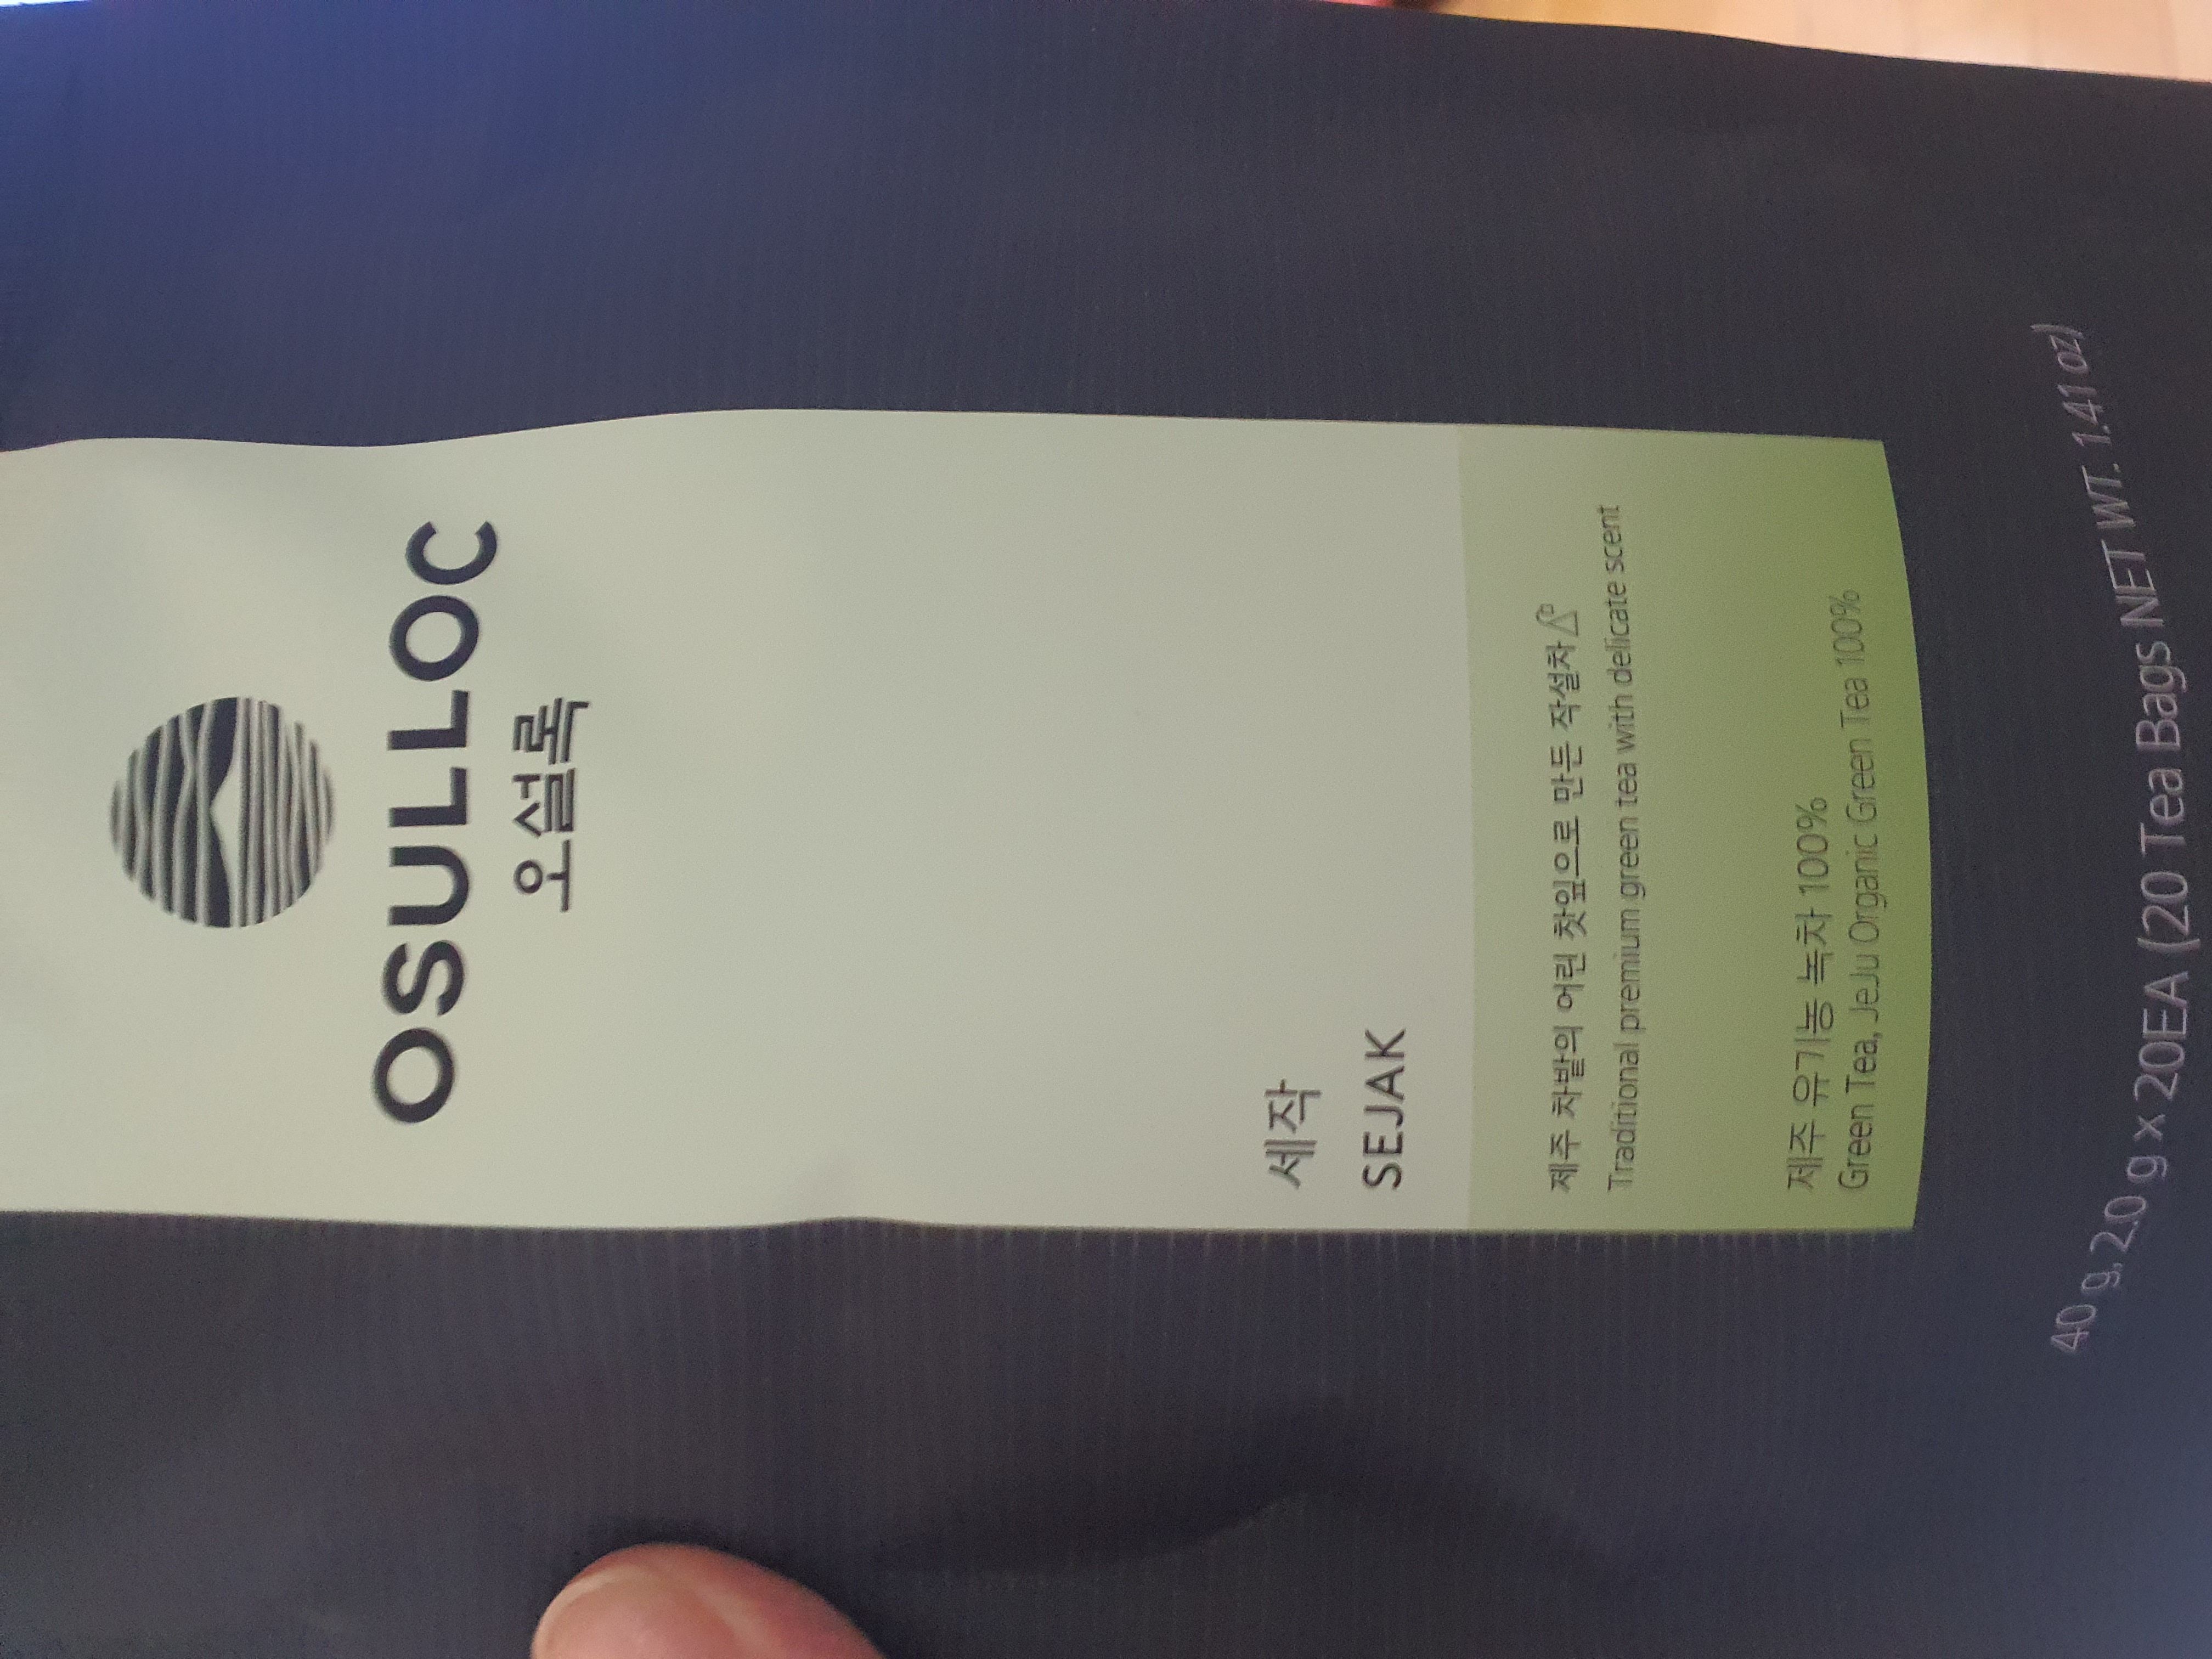 OSULLOC
오설록
세작
SEJAK
제주 차밭의 어린 찻잎으로 만든 작설차
Traditional premium green tea with delicate scent
제주 유기농 녹차 100%
Green Tea, JeJu Organic Green Tea 100%
40 g, 2.0 g x 20EA (20 Tea Bags NET WT. 1.41 oz)